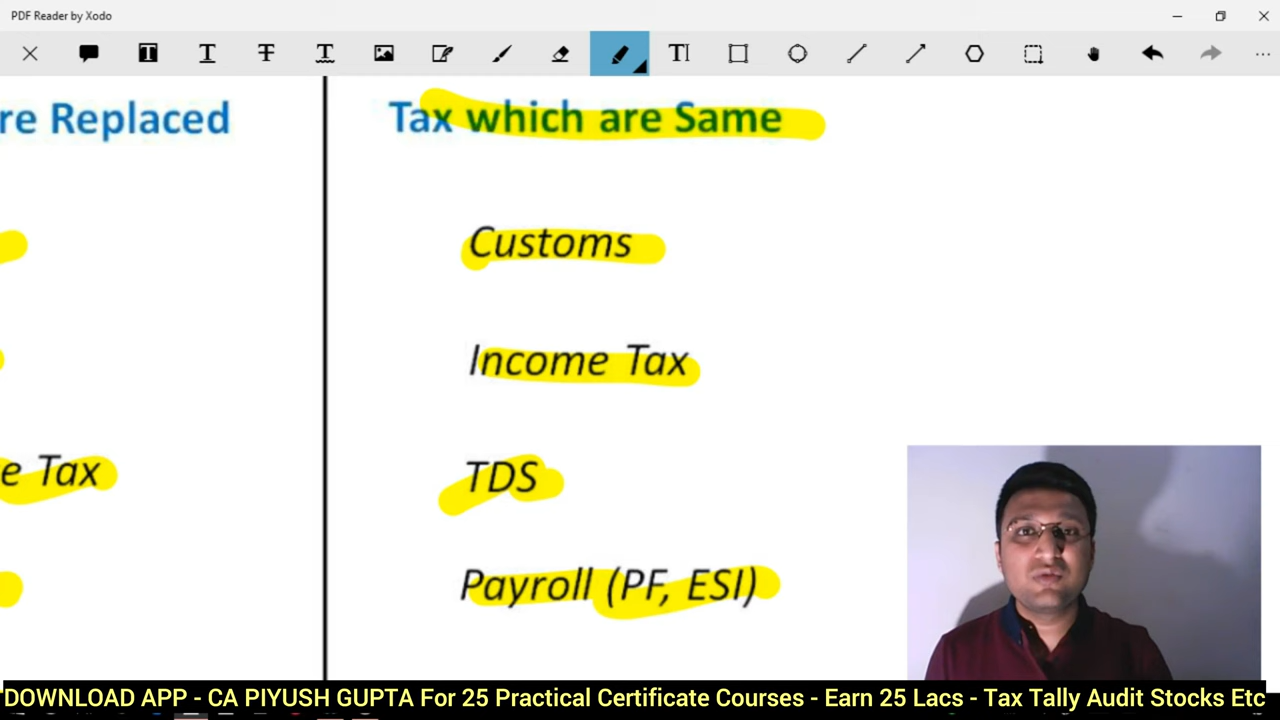 PDF Reader by Xodo
re Replaced
Tax which are Same
Customs
Income Tax
e Tax
TDS
Payroll (PF, ESI)
DOWNLOAD APP - CA PIYUSH GUPTA For 25 Practical Certificate Courses - Earn 25 Lacs - Tax Tally Audit Stocks Etc